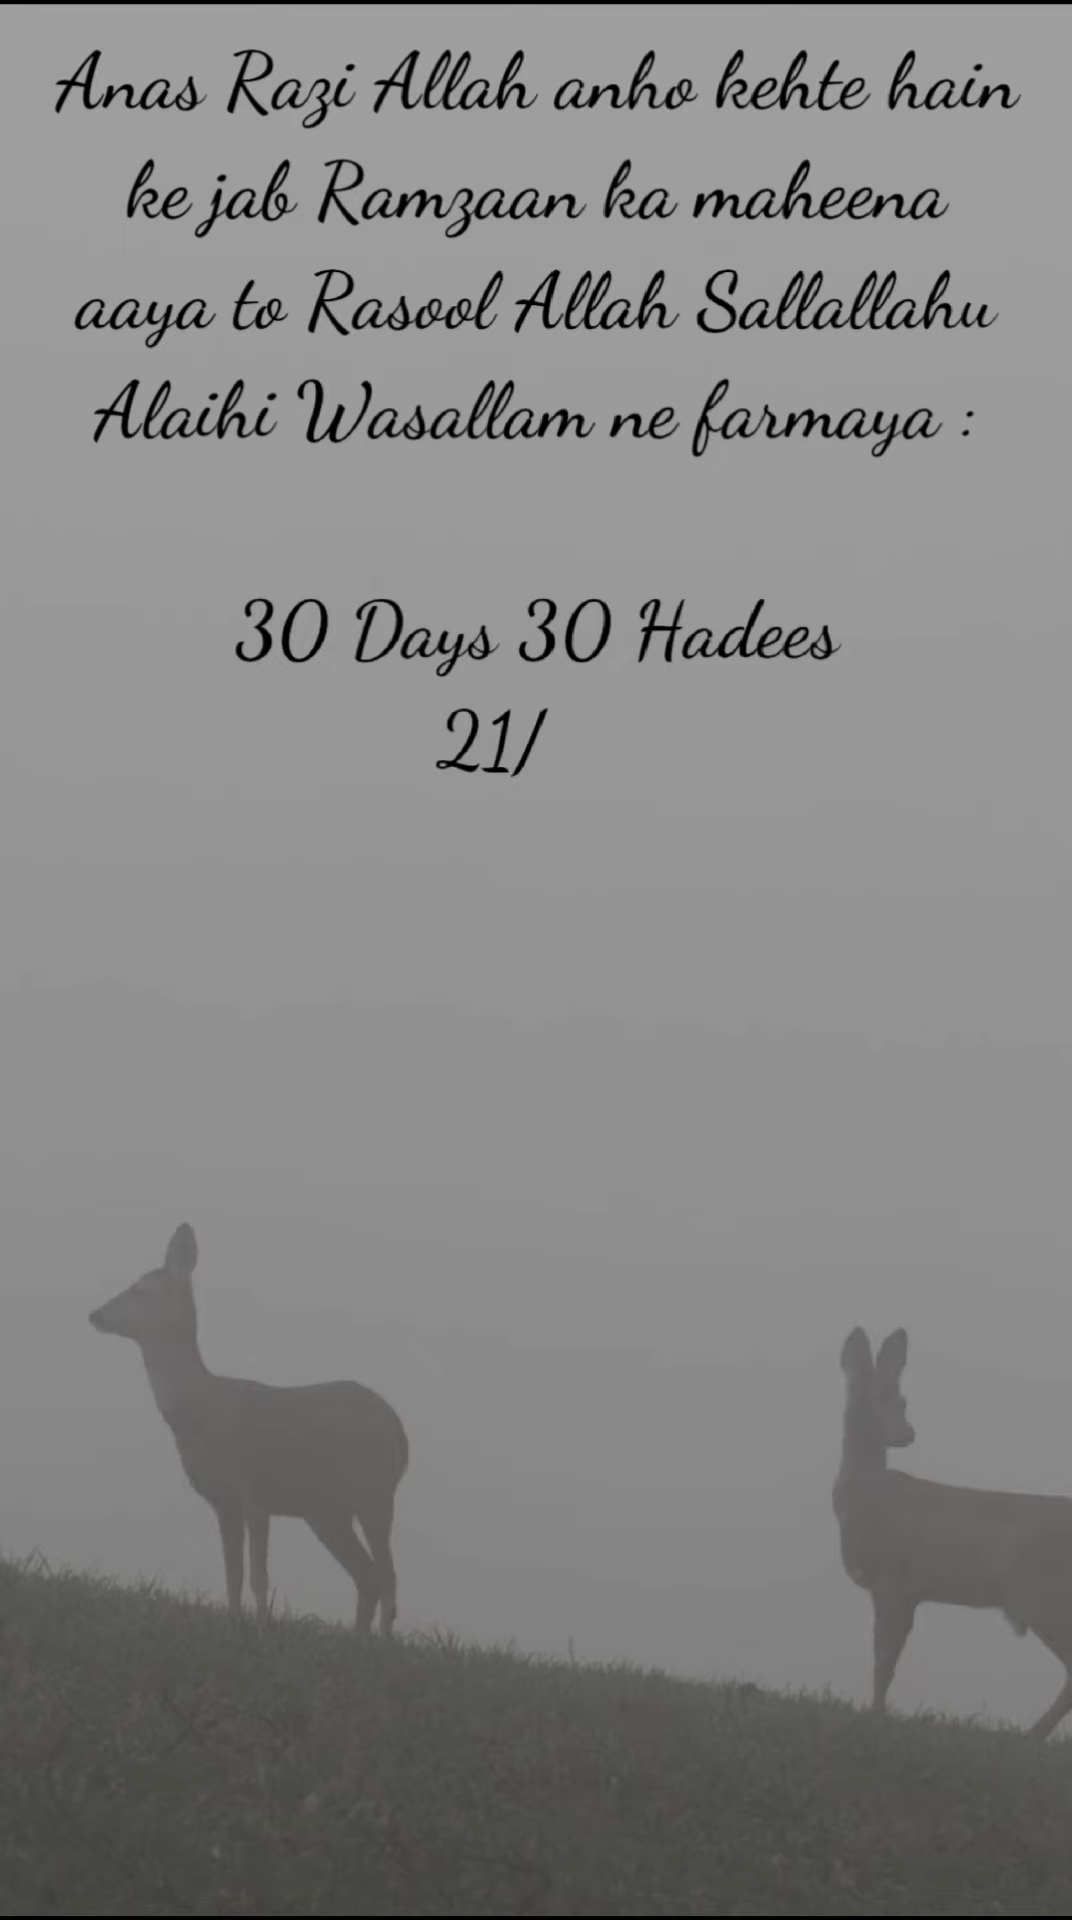 Anas Razi Allah anho kehte hain
ke jab Ramzaan ka maheena
aaya to Rasool Allah Sallallahu
Alaihi Wasallam ne farmaya :
30 Days 30 Hadees
21/